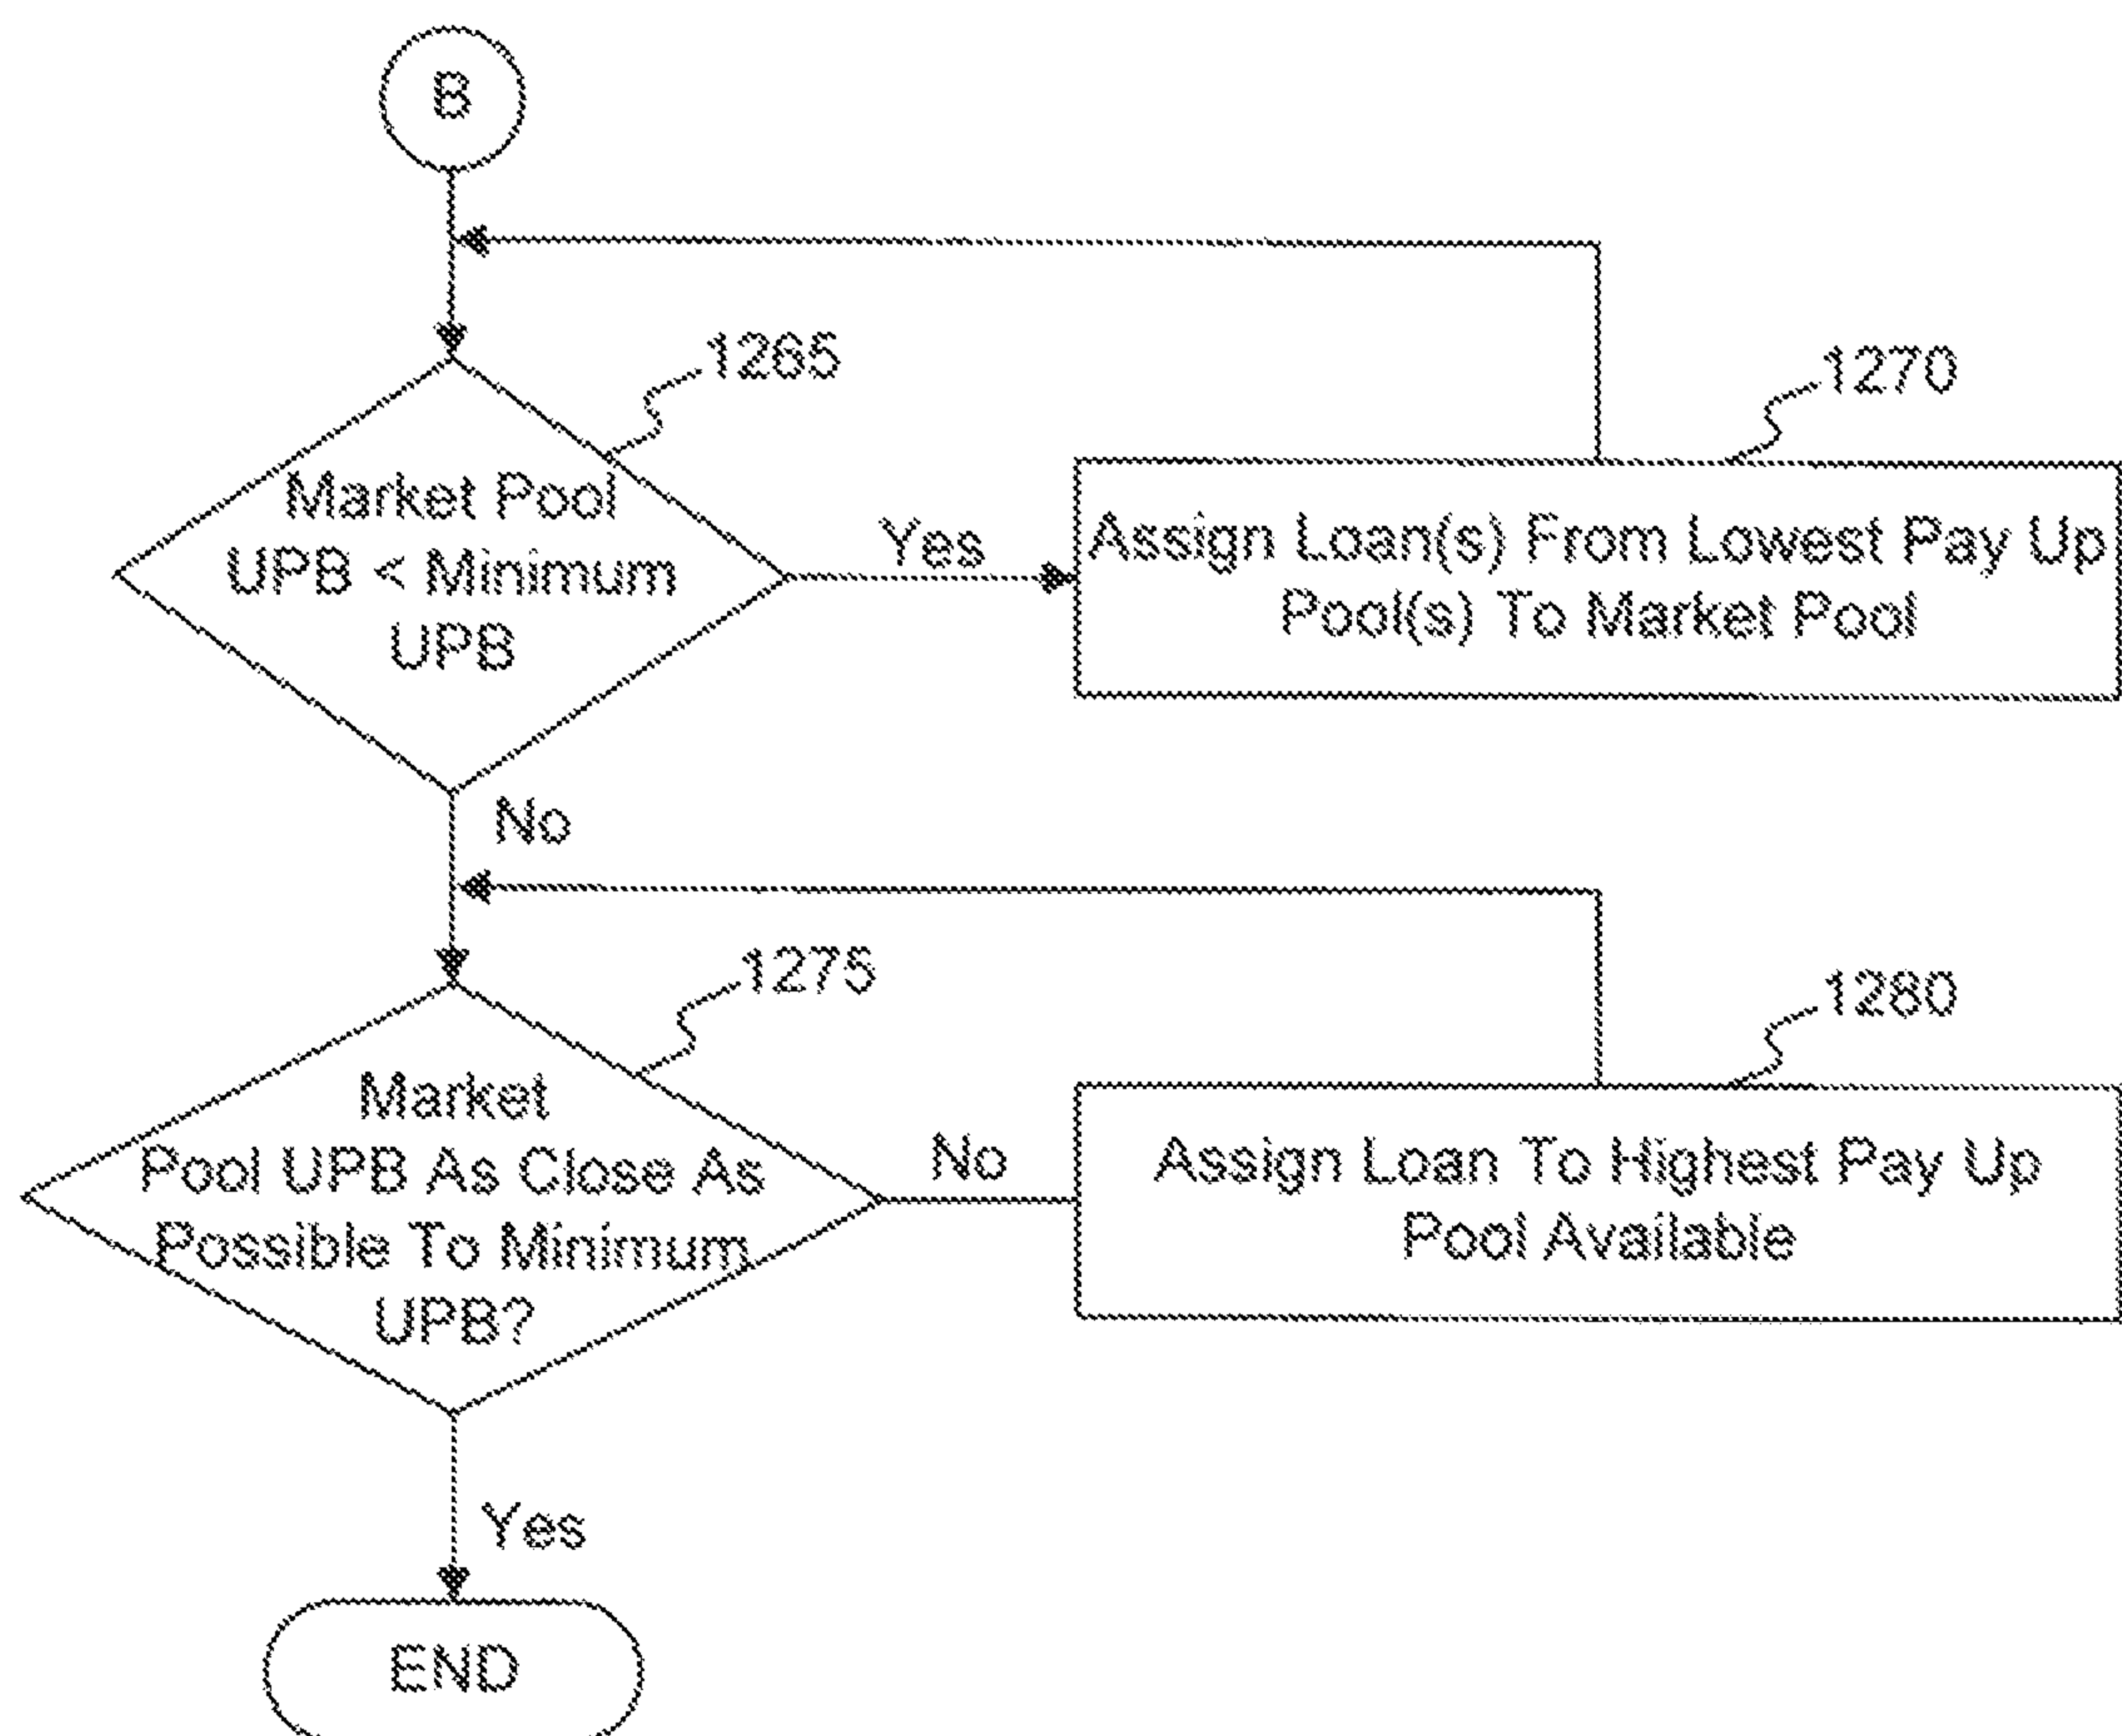 B
1265
1270
Market Pool
UPB < Minimum
UPB
Yes
Assign Loan(s) From Lowest Pay Up
Pool(s) To Market Pool
No
1275
1280
Market
Pool UPB As Close As
Possible To Minimum
UPB?
No
Assign Loan To Highest Pay Up
Pool Available
Yes
END